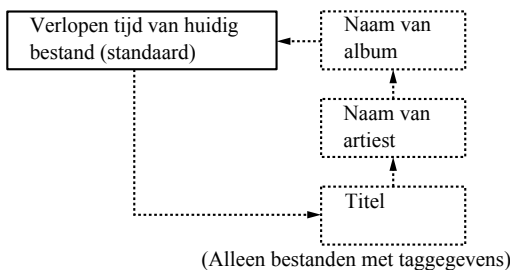 Verlopen tijd van huidig
bestand (standaard)
Naam van
album
Naam van
artiest
Titel
(Alleen bestanden met taggegevens)